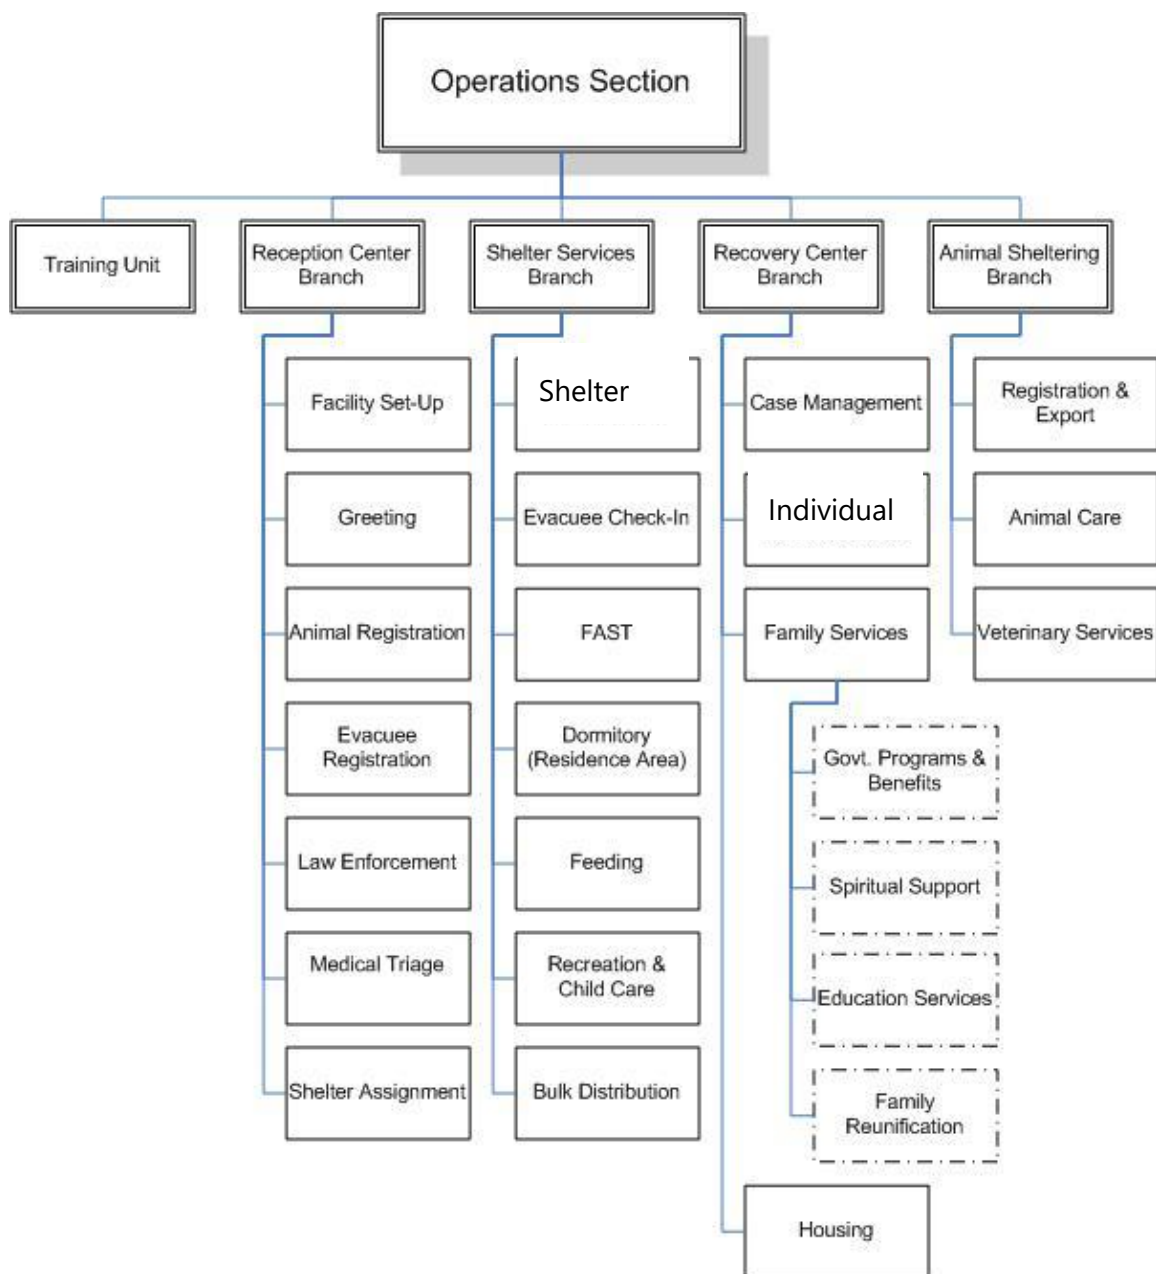 Operations Section
Training Unit
Reception Center
Branch
Shelter Services
Branch
Recovery Center
Branch
Animal Sheltering
Branch
Facility Set-Up
Greeting
Animal Registration
Evacuee
Registration
Law Enforcement
Medical Triage
Shelter Assignment
Shelter
Evacuee Check-In
FAST
Dormitory
(Residence Area)
Feeding
Recreation &
Child Care
Bulk Distribution
Case Management
Individual
Family Services
Govt. Programs &
Benefits
Spiritual Support
Education Services
Family
Reunification
Housing
Registration &
Export
Animal Care
Veterinary Services